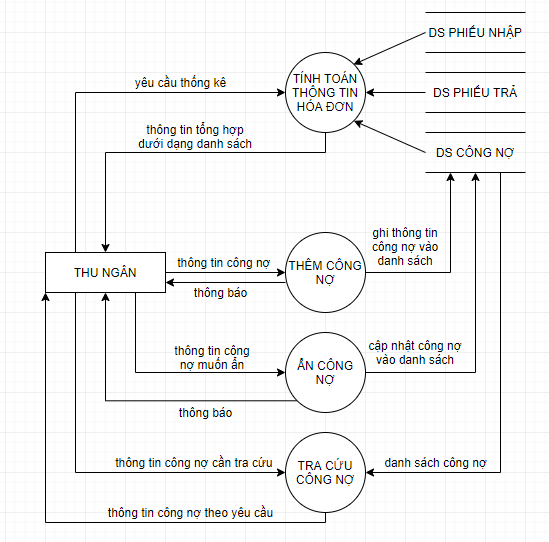 DS PHIẾU NHẬP
yêu cầu thống kê
TÍNH TOÁN
THÔNG TIN
HÓA ĐƠN
DS PHIẾU TRẢ
thông tin tổng hợp
dưới dạng danh sách
DS CÔNG NỢ
ghi thông tin
công nợ vào
danh sách
THU NGÂN
thông tin công nợ
THÊM CÔNG
NỢ
thông báo
thông tin công
nợ muốn ẩn
ẨN CÔNG
NỢ
cập nhật công nợ
vào danh sách
thông báo
thông tin công nợ cần tra cứu
TRA CỨU
CÔNG NỢ
danh sách công nợ
thông tin công nợ theo yêu cầu